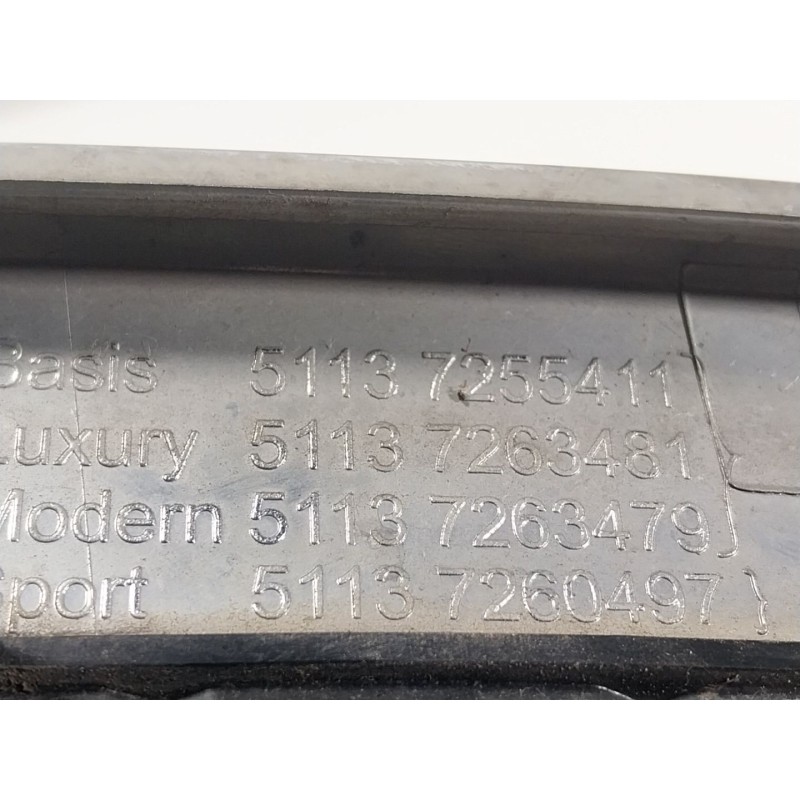 Basis 5113 7255411
Luxury 5113 7263481
Modern 5113 7263479
Sport 5113 7260497 }